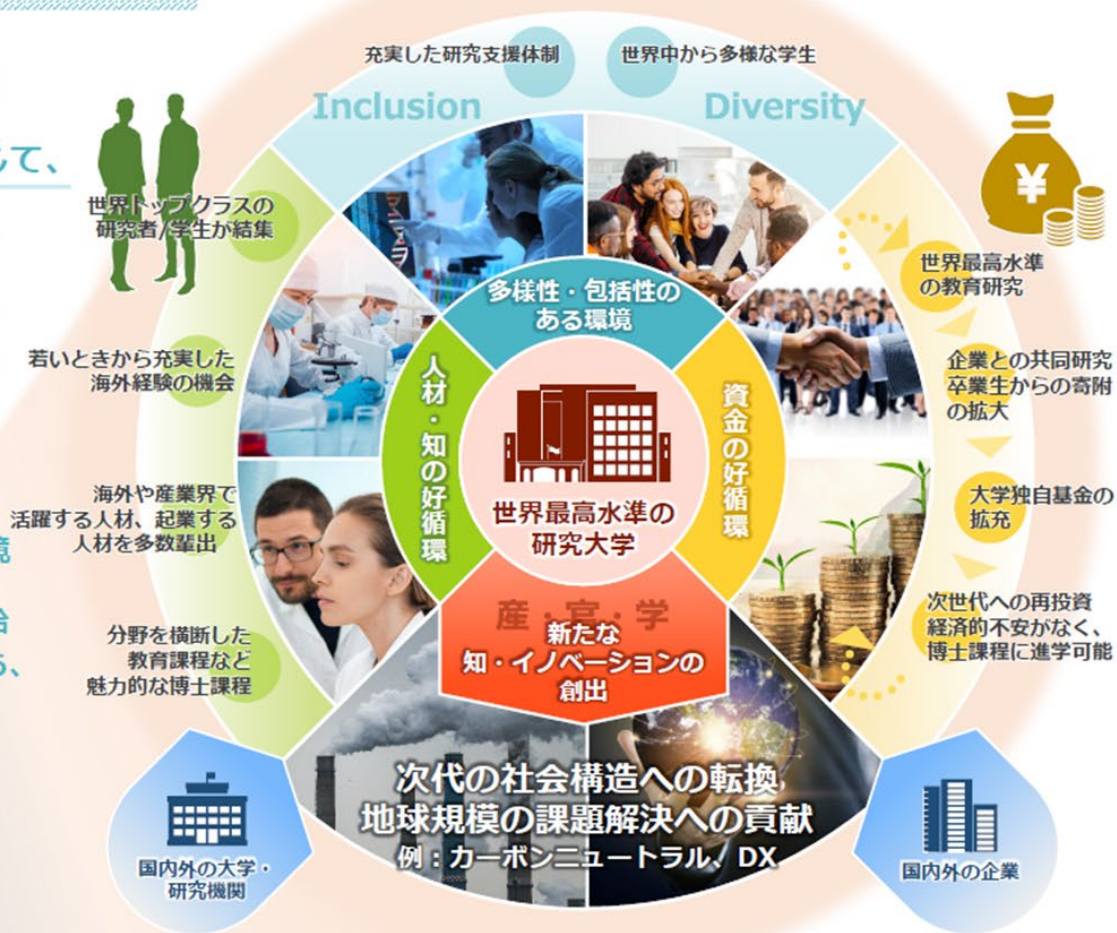 充実した研究支援体制
世界中から多様な学生
Inclusion
Diversity
して、
世界トップクラスの
研究者/学生が結集
若いときから充実した
海外経験の機会
海外や産業界で
活躍する人材、起業する
人材を多数輩出
分野を横断した
教育課程など
魅力的な博士課程
境
給
ら、
多様性・包括性の
ある環境
人材・知の好循環
資金の好循環
世界最高水準の
研究大学
産・官・学
新たな
知・イノベーションの
創出
¥
世界最高水準
の教育研究
企業との共同研究
卒業生からの寄附
の拡大
大学独自基金の
拡充
次世代への再投資
経済的不安がなく、
博士課程に進学可能
次代の社会構造への転換
地球規模の課題解決への貢献
例：カーボンニュートラル、DX
国内外の大学・
研究機関
国内外の企業